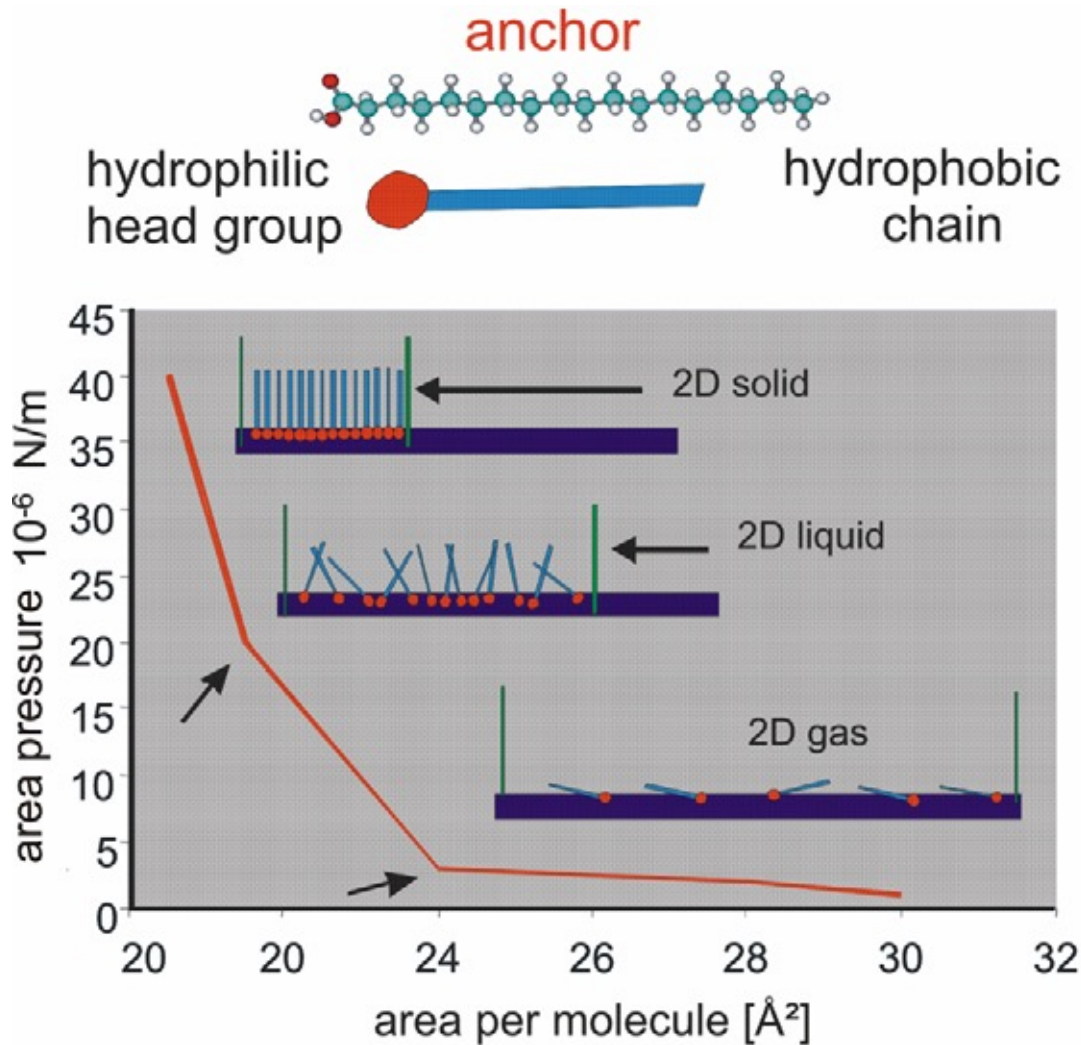 anchor
hydrophilic
head group
hydrophobic
chain
area pressure 10⁻⁶ N/m
45
40
35
30
25
20
15
10
5
0
2D solid
2D liquid
2D gas
20 20 24 26 28 30 32
area per molecule [Å²]